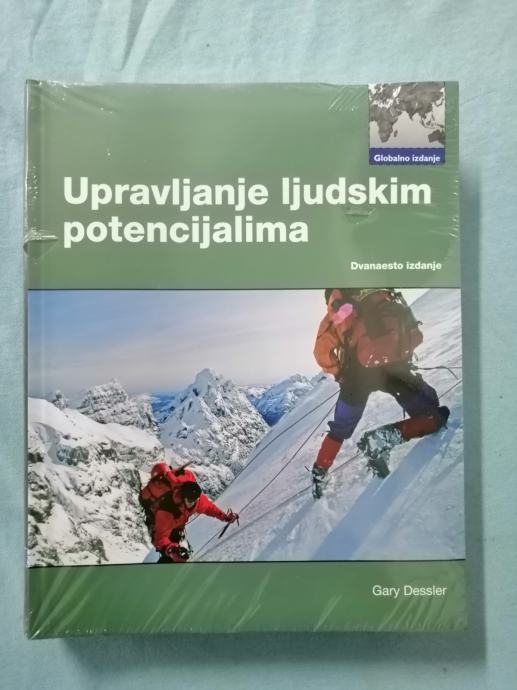 Globalno izdanje
Upravljanje ljudskim
potencijalima
Dvanaesto izdanje
Gary Dessler